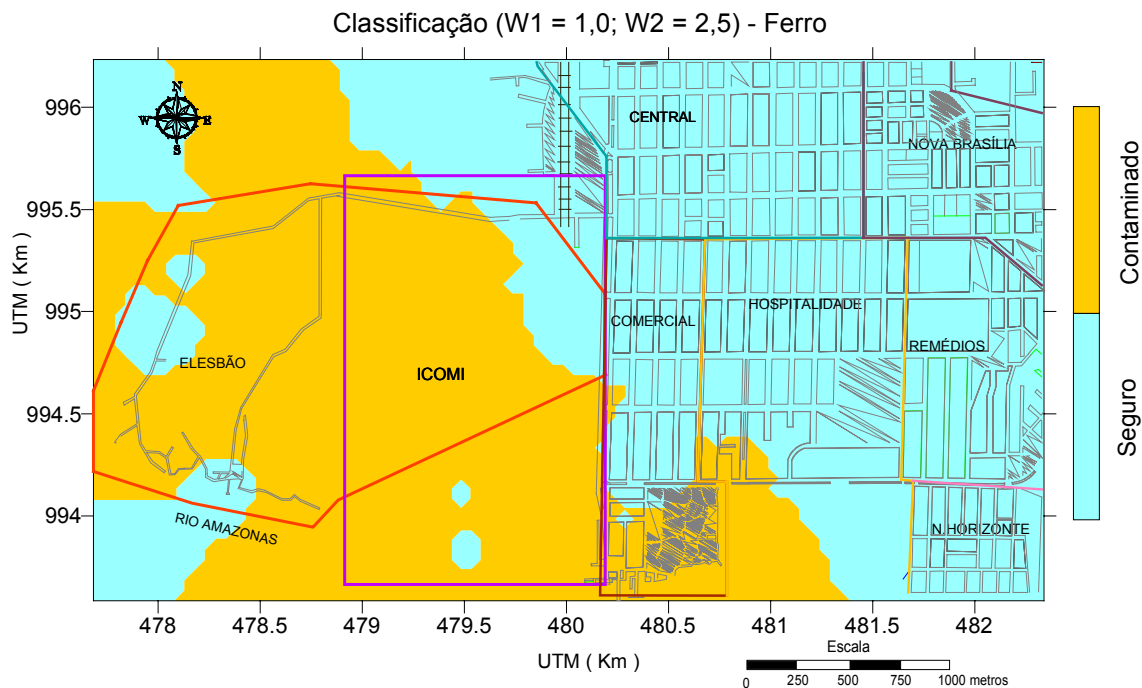 Classificação (W1 = 1,0; W2 = 2,5) - Ferro
N
W E
S
CENTRAL
NOVA BRASÍLIA
COMERCIAL
HOSPITALIDADE
REMÉDIOS
ELESBÃO
ICOMI
RIO AMAZONAS
N.HORIZONTE
996
995.5
995
994.5
994
UTM ( Km )
478
478.5
479
479.5
480
480.5
481
481.5
482
UTM ( Km )
Contaminado
Seguro
Escala
0 250 500 750 1000 metros